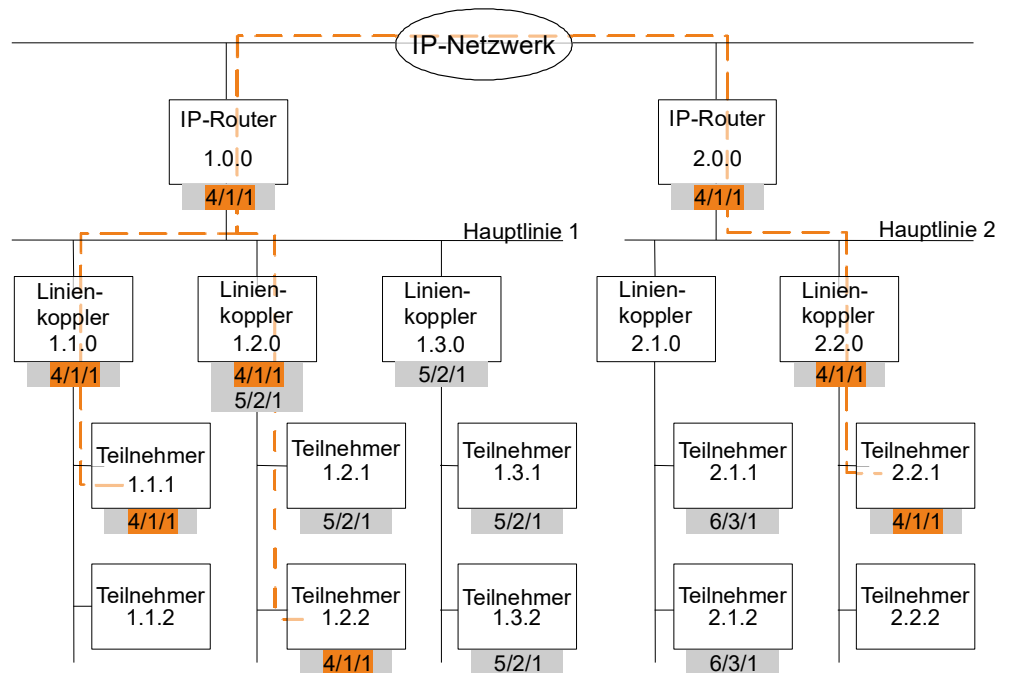 IP-Netzwerk
IP-Router
1.0.0
4/1/1
IP-Router
2.0.0
4/1/1
Hauptlinie 1
Hauptlinie 2
Linien-
koppler
1.1.0
4/1/1
Linien-
koppler
1.2.0
4/1/1
5/2/1
Linien-
koppler
1.3.0
5/2/1
Linien-
koppler
2.1.0
Linien-
koppler
2.2.0
4/1/1
Teilnehmer
1.1.1
4/1/1
Teilnehmer
1.2.1
5/2/1
Teilnehmer
1.3.1
5/2/1
Teilnehmer
2.1.1
6/3/1
Teilnehmer
2.2.1
4/1/1
Teilnehmer
1.1.2
Teilnehmer
1.2.2
4/1/1
Teilnehmer
1.3.2
5/2/1
Teilnehmer
2.1.2
6/3/1
Teilnehmer
2.2.2